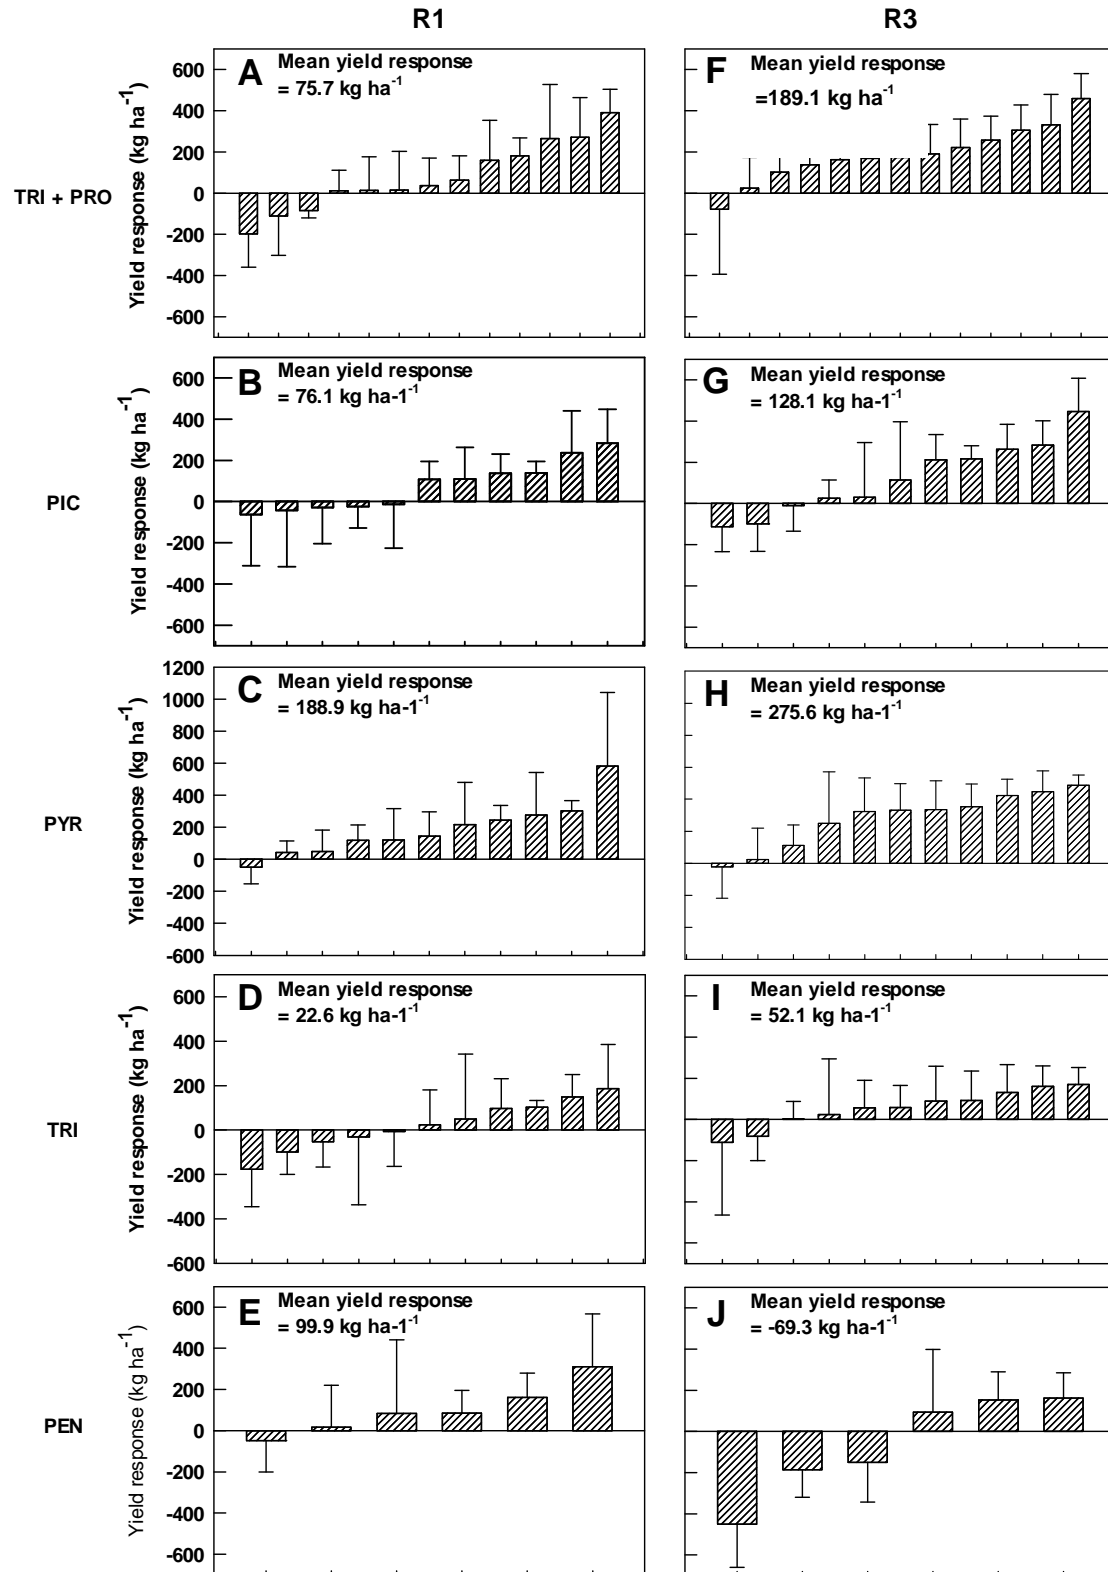 R1
R3
TRI + PRO
Yield response (kg ha-1)
600
400
200
0
-200
-400
-600
A
Mean yield response
= 75.7 kg ha-1
F
Mean yield response
=189.1 kg ha-1
PIC
Yield response (kg ha-1)
600
400
200
0
-200
-400
-600
B
Mean yield response
= 76.1 kg ha-1-1
G
Mean yield response
= 128.1 kg ha-1-1
PYR
Yield response (kg ha-1)
1200
1000
800
600
400
200
0
-200
-400
-600
C
Mean yield response
= 188.9 kg ha-1-1
H
Mean yield response
= 275.6 kg ha-1-1
TRI
Yield response (kg ha-1)
600
400
200
0
-200
-400
-600
D
Mean yield response
= 22.6 kg ha-1-1
I
Mean yield response
= 52.1 kg ha-1-1
PEN
Yield response (kg ha-1)
600
400
200
0
-200
-400
-600
E
Mean yield response
= 99.9 kg ha-1-1
J
Mean yield response
= -69.3 kg ha-1-1